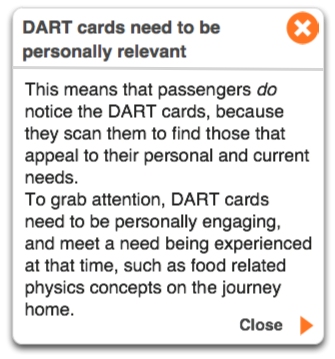 DART cards need to be
personally relevant
This means that passengers do
notice the DART cards, because
they scan them to find those that
appeal to their personal and current
needs.
To grab attention, DART cards
need to be personally engaging,
and meet a need being experienced
at that time, such as food related
physics concepts on the journey
home.
Close